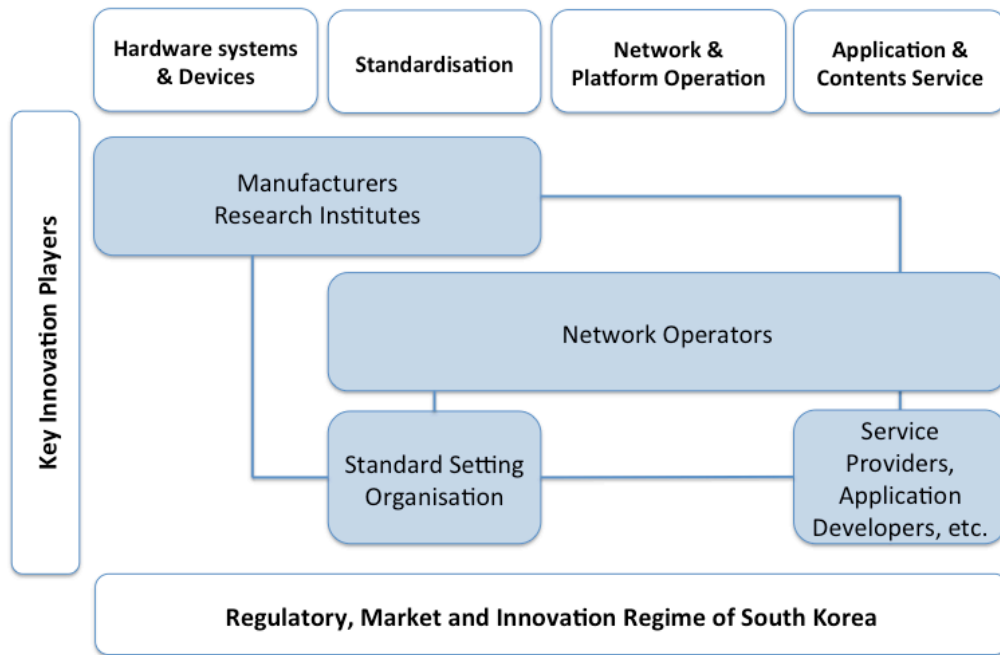 Hardware systems
& Devices
Standardisation
Network &
Platform Operation
Application &
Contents Service
Key Innovation Players
Manufacturers
Research Institutes
Network Operators
Standard Setting
Organisation
Service
Providers,
Application
Developers, etc.
Regulatory, Market and Innovation Regime of South Korea